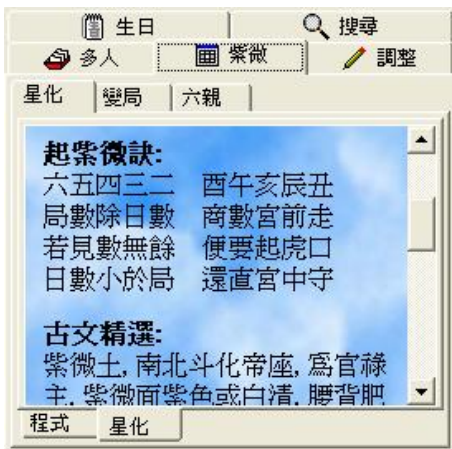 生日 搜尋
多人 紫微 調整
星化 變局 六親
起紫微訣:
六五四三二 酉午亥辰丑
局數除日數 商數宮前走
若見數無餘 便要起虎口
日數小於局 還直宮中守
古文精選:
紫微土, 南北斗化帝座, 為官祿
主, 紫微面紫色或白清, 腰背肥
程式 星化